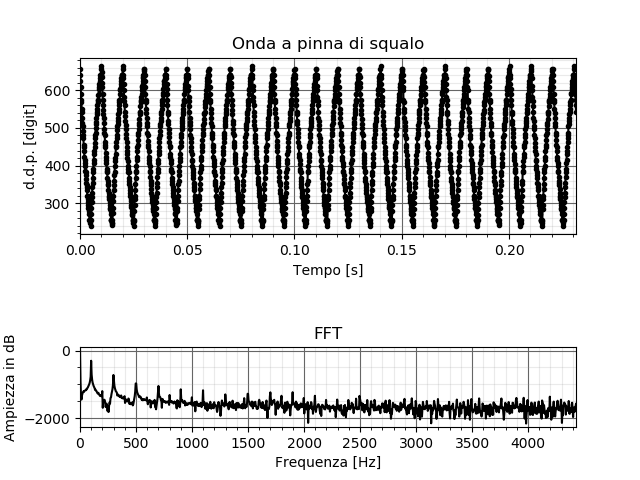 Onda a pinna di squalo
d.d.p. [digit]
600
500
400
300
0.00 0.05 0.10 0.15 0.20
Tempo [s]
FFT
Ampiezza in dB
0
−2000
0 500 1000 1500 2000 2500 3000 3500 4000
Frequenza [Hz]